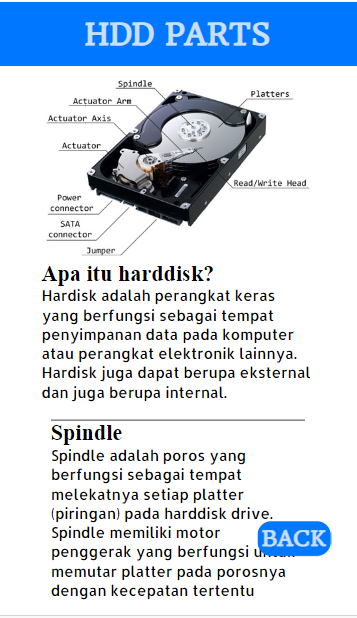 HDD PARTS
Spindle
Platters
Actuator Arm
Actuator Axis
Actuator
Read/Write Head
Power
connector
SATA
connector
Jumper
Apa itu harddisk?
Hardisk adalah perangkat keras
yang berfungsi sebagai tempat
penyimpanan data pada komputer
atau perangkat elektronik lainnya.
Hardisk juga dapat berupa eksternal
dan juga berupa internal.
Spindle
Spindle adalah poros yang
berfungsi sebagai tempat
melekatnya setiap platter
(piringan) pada harddisk drive.
Spindle memiliki motor
penggerak yang berfungsi
BACK
memutar platter pada porosnya
dengan kecepatan tertentu